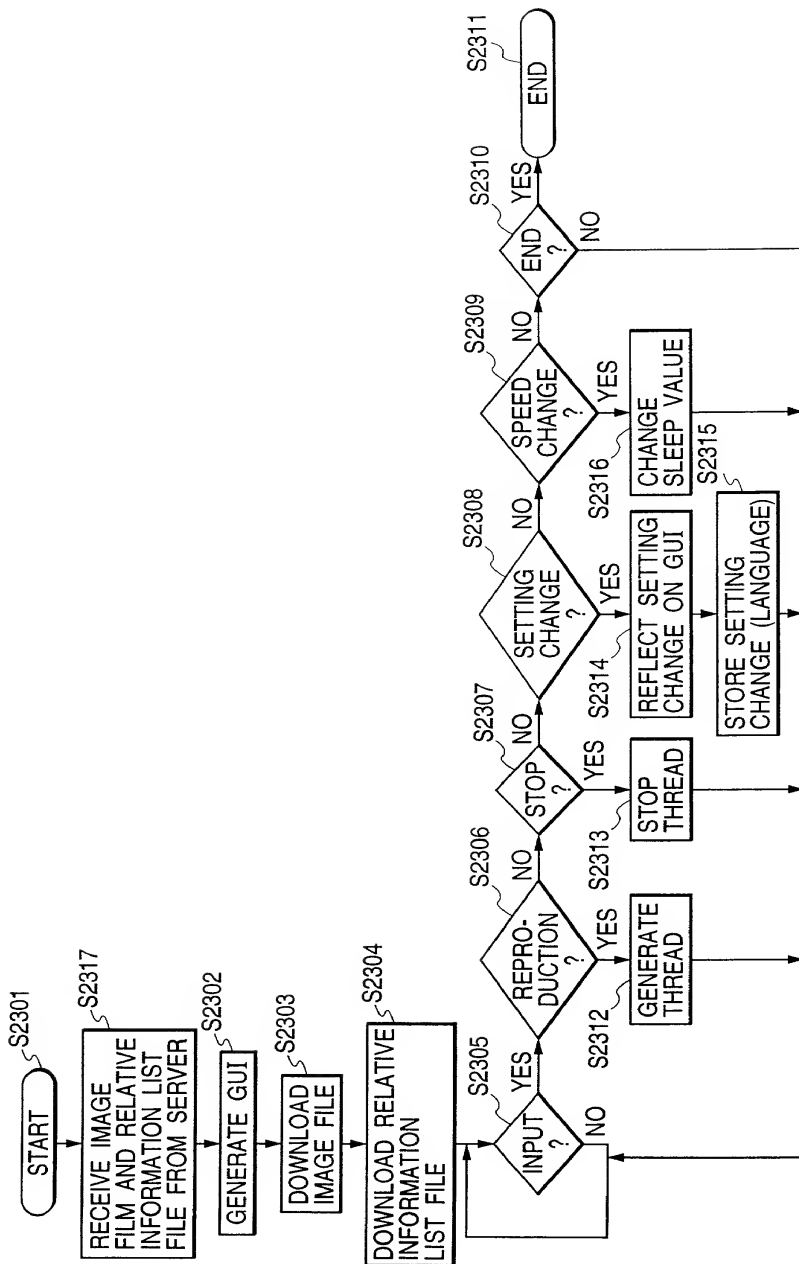 S2301
START
S2317
RECEIVE IMAGE
FILM AND RELATIVE
INFORMATION LIST
FILE FROM SERVER
S2302
GENERATE GUI
S2303
DOWNLOAD
IMAGE FILE
S2304
DOWNLOAD RELATIVE
INFORMATION
LIST FILE
S2305
INPUT
?
YES
NO
S2306
REPRO-
DUCTION
?
NO
YES
S2312
GENERATE
THREAD
S2307
STOP
?
NO
YES
S2313
STOP
THREAD
S2308
SETTING
CHANGE
?
NO
YES
S2314
REFLECT SETTING
CHANGE ON GUI
S2315
STORE SETTING
CHANGE (LANGUAGE)
S2309
SPEED
CHANGE
?
NO
YES
S2316
CHANGE
SLEEP VALUE
S2310
END
?
YES
NO
S2311
END